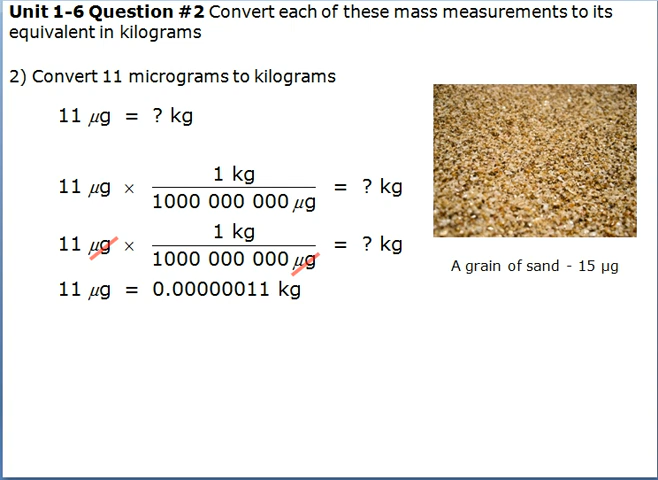 Unit 1-6 Question #2 Convert each of these mass measurements to its
equivalent in kilograms
2) Convert 11 micrograms to kilograms
11 μg = ? kg
11 μg × 1 kg / 1000 000 000 μg = ? kg
11 μg × 1 kg / 1000 000 000 μg = ? kg
11 μg = 0.00000011 kg
A grain of sand - 15 μg